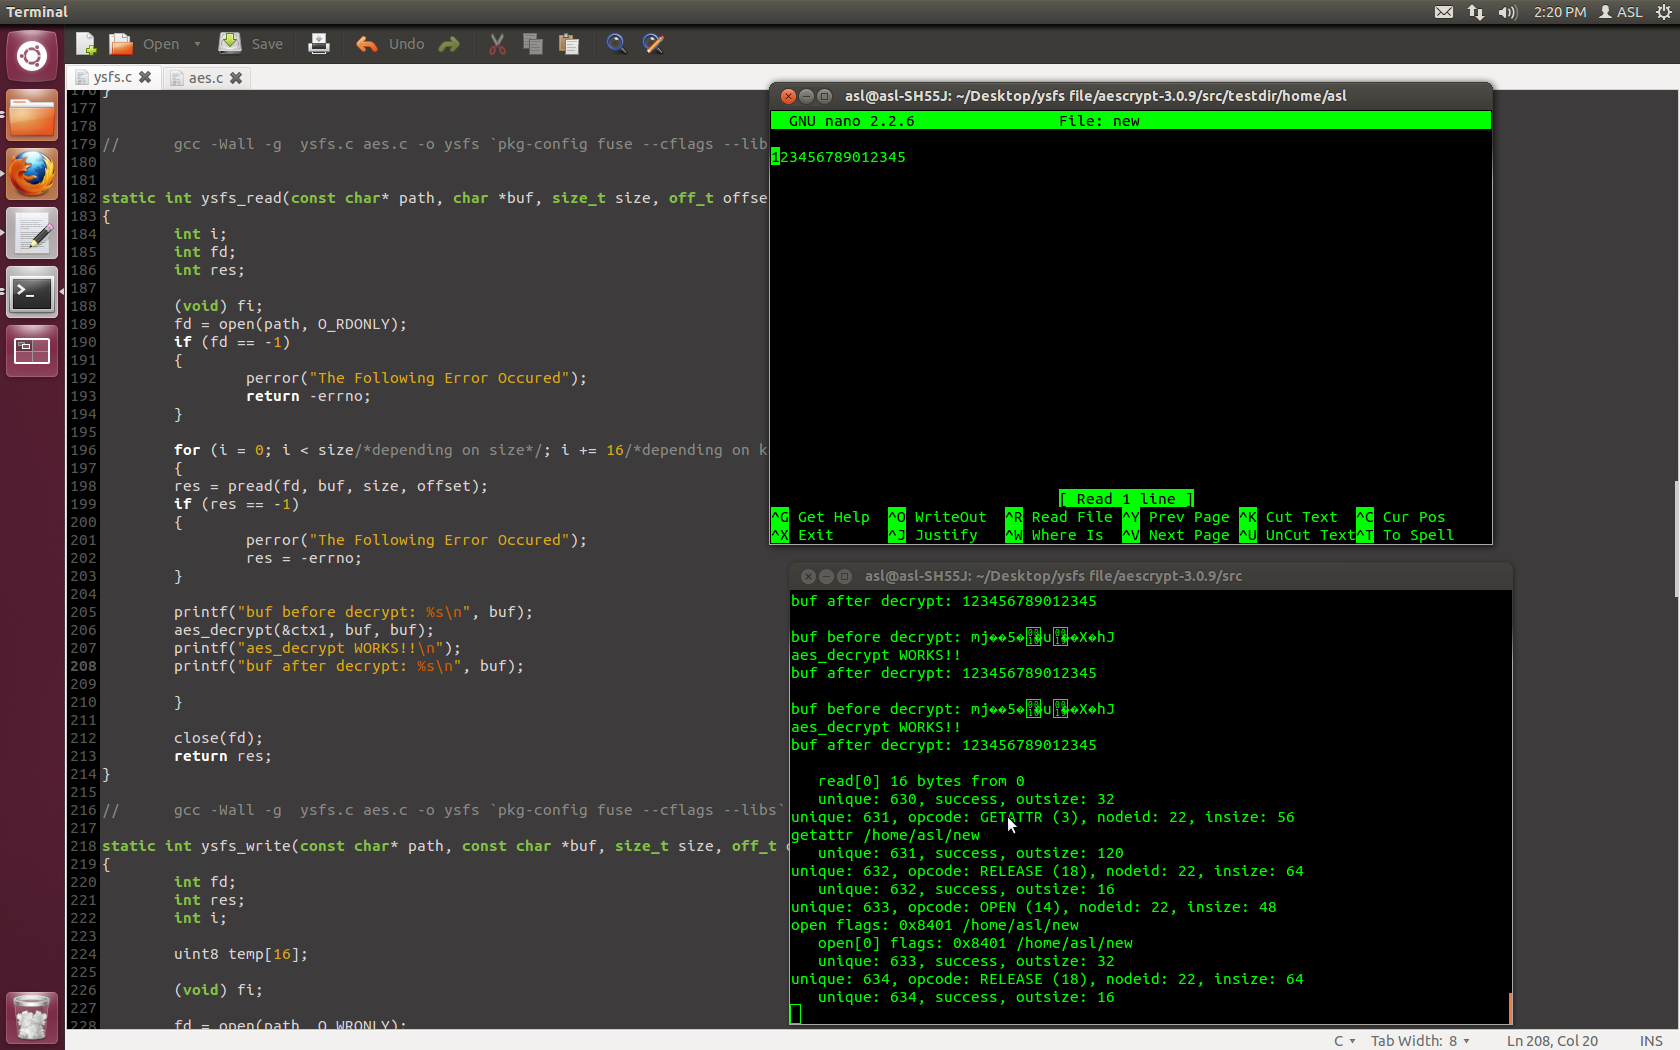 Terminal
2:20 PM ASL
Open Save Undo
ysfs.c aes.c
177
178
179 // gcc -Wall -g ysfs.c aes.c -o ysfs `pkg-config fuse --cflags --lib
180
181
182 static int ysfs_read(const char* path, char *buf, size_t size, off_t offse
183 {
184 int i;
185 int fd;
186 int res;
187
188 (void) fi;
189 fd = open(path, O_RDONLY);
190 if (fd == -1)
191 {
192 perror("The Following Error Occured");
193 return -errno;
194 }
195
196 for (i = 0; i < size/*depending on size*/; i += 16/*depending on k
197 {
198 res = pread(fd, buf, size, offset);
199 if (res == -1)
200 {
201 perror("The Following Error Occured");
202 res = -errno;
203 }
204
205 printf("buf before decrypt: %s\n", buf);
206 aes_decrypt(&ctx1, buf, buf);
207 printf("aes_decrypt WORKS!!\n");
208 printf("buf after decrypt: %s\n", buf);
209
210 }
211
212 close(fd);
213 return res;
214 }
215
216 // gcc -Wall -g ysfs.c aes.c -o ysfs `pkg-config fuse --cflags --libs`
217
218 static int ysfs_write(const char* path, const char *buf, size_t size, off_t
219 {
220 int fd;
221 int res;
222 int i;
223
224 uint8 temp[16];
225
226 (void) fi;
227
228 fd = open(path, O_WRONLY);
asl@asl-SH55J: ~/Desktop/ysfs file/aescrypt-3.0.9/src/testdir/home/asl
GNU nano 2.2.6 File: new
123456789012345
[ Read 1 line ]
^G Get Help ^O WriteOut ^R Read File ^Y Prev Page ^K Cut Text ^C Cur Pos
^X Exit ^J Justify ^W Where Is ^V Next Page ^U UnCut Text ^T To Spell
asl@asl-SH55J: ~/Desktop/ysfs file/aescrypt-3.0.9/src
buf after decrypt: 123456789012345
buf before decrypt: mj��5�u��X�hJ
aes_decrypt WORKS!!
buf after decrypt: 123456789012345
buf before decrypt: mj��5�u��X�hJ
aes_decrypt WORKS!!
buf after decrypt: 123456789012345
read[0] 16 bytes from 0
unique: 630, success, outsize: 32
unique: 631, opcode: GETATTR (3), nodeid: 22, insize: 56
getattr /home/asl/new
unique: 631, success, outsize: 120
unique: 632, opcode: RELEASE (18), nodeid: 22, insize: 64
unique: 632, success, outsize: 16
unique: 633, opcode: OPEN (14), nodeid: 22, insize: 48
open flags: 0x8401 /home/asl/new
open[0] flags: 0x8401 /home/asl/new
unique: 633, success, outsize: 32
unique: 634, opcode: RELEASE (18), nodeid: 22, insize: 64
unique: 634, success, outsize: 16
C Tab Width: 8 Ln 208, Col 20 INS